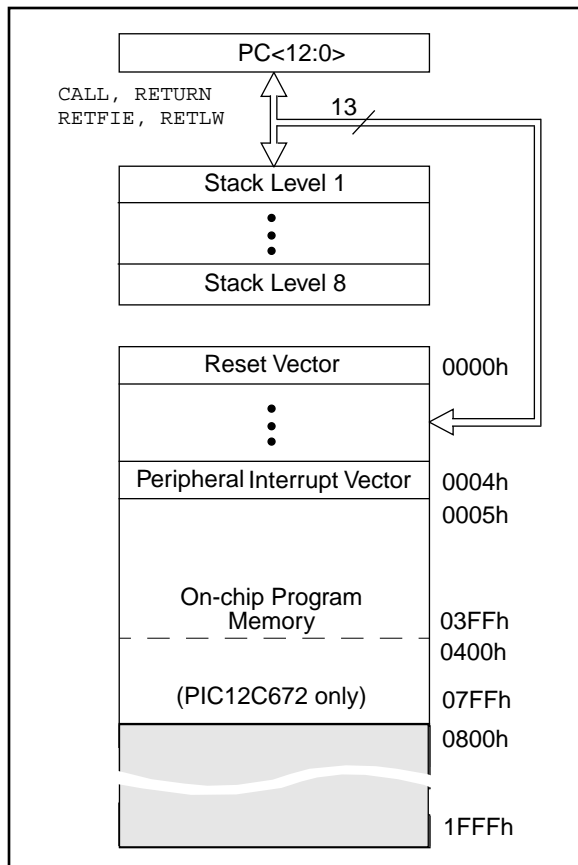 PC<12:0>
CALL, RETURN
RETFIE, RETLW
13
Stack Level 1
Stack Level 8
Reset Vector
0000h
Peripheral Interrupt Vector
0004h
0005h
On-chip Program
Memory
03FFh
0400h
(PIC12C672 only)
07FFh
0800h
1FFFh